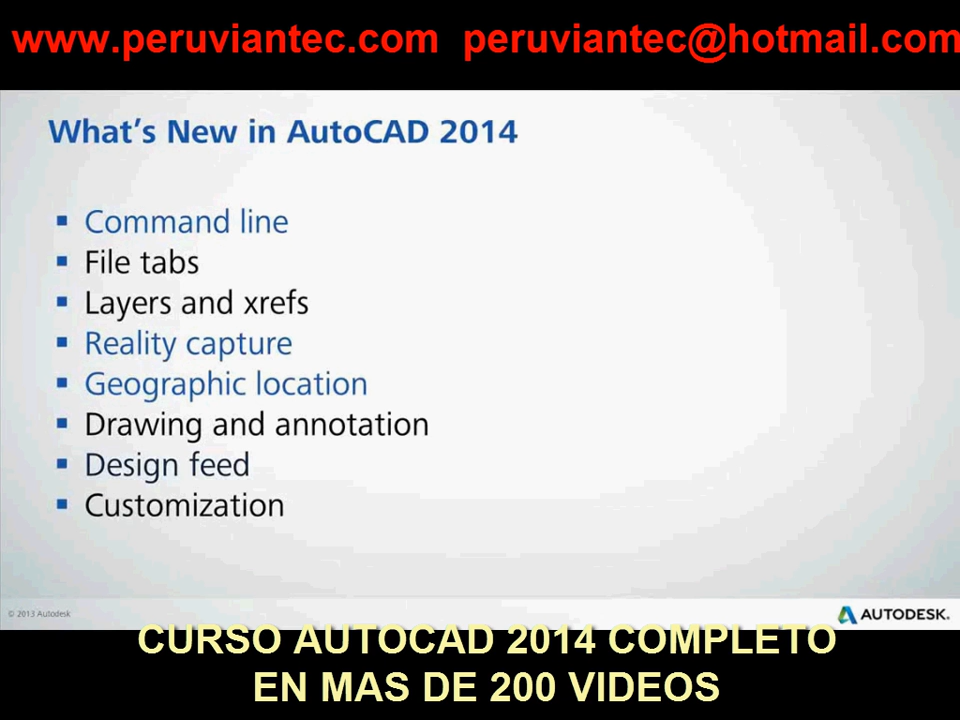 www.peruviantec.com peruviantec@hotmail.com
What's New in AutoCAD 2014
▪ Command line
▪ File tabs
▪ Layers and xrefs
▪ Reality capture
▪ Geographic location
▪ Drawing and annotation
▪ Design feed
▪ Customization
© 2013 Autodesk
AUTODESK.
CURSO AUTOCAD 2014 COMPLETO
EN MAS DE 200 VIDEOS